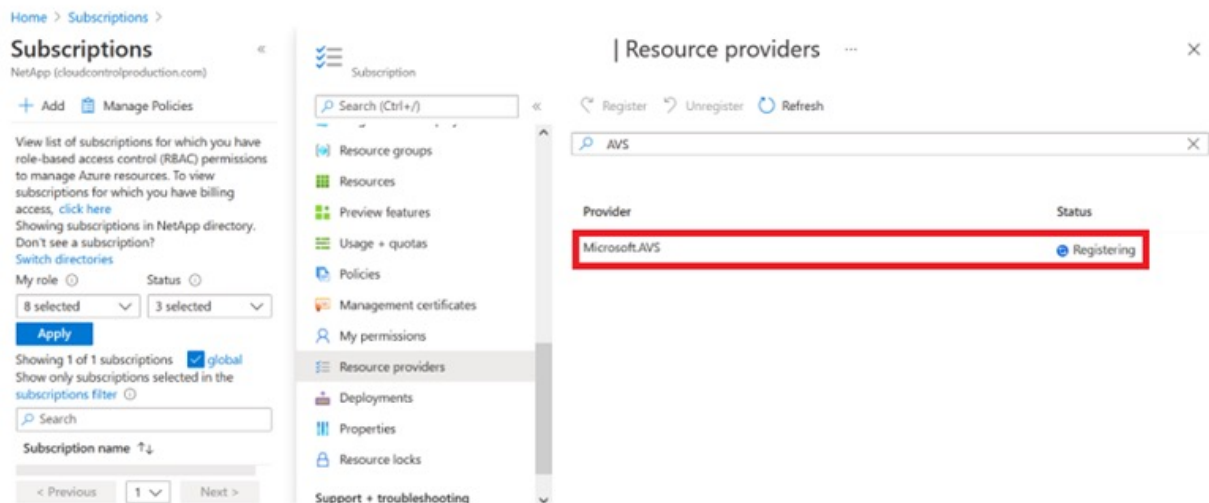 Home > Subscriptions >
Subscriptions
NetApp (cloudcontrolproduction.com)
+ Add Manage Policies
View list of subscriptions for which you have
role-based access control (RBAC) permissions
to manage Azure resources. To view
subscriptions for which you have billing
access, click here
Showing subscriptions in NetApp directory.
Don't see a subscription?
Switch directories
My role Status
8 selected 3 selected
Apply
Showing 1 of 1 subscriptions global
Show only subscriptions selected in the
subscriptions filter
Search
Subscription name ↑↓
< Previous 1 Next >
Subscription
Search (Ctrl+/)
Resource groups
Resources
Preview features
Usage + quotas
Policies
Management certificates
My permissions
Resource providers
Deployments
Properties
Resource locks
Support + troubleshooting
| Resource providers ...
Register Unregister Refresh
AVS
Provider Status
Microsoft.AVS Registering